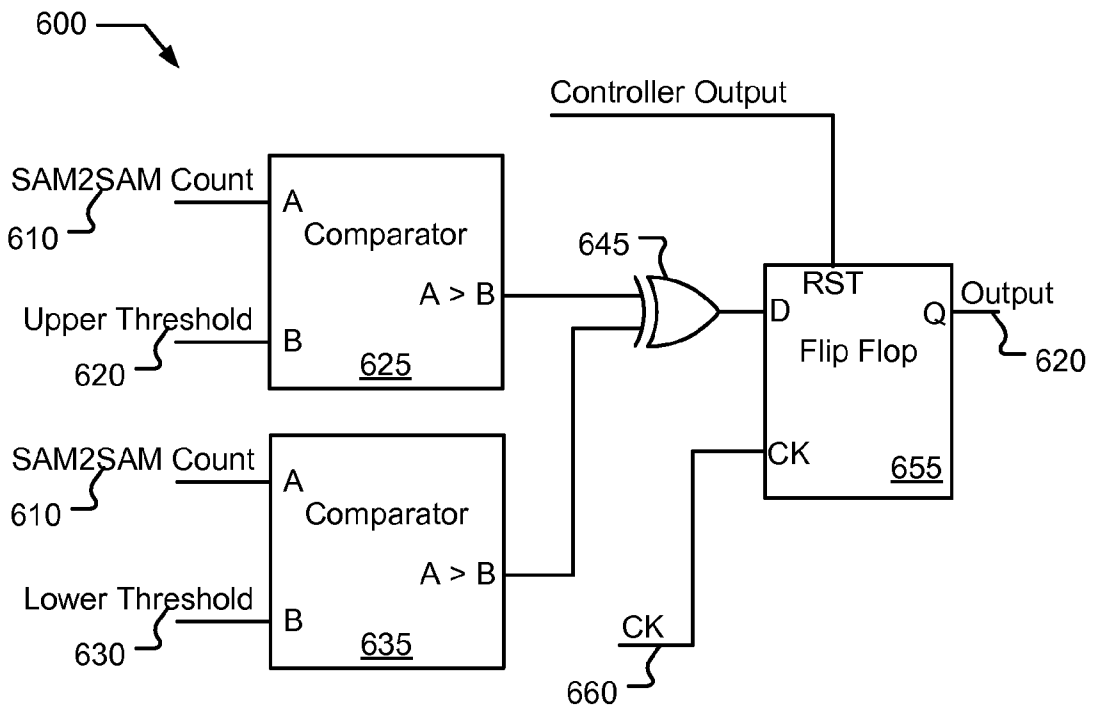 600
Controller Output
SAM2SAM Count
610
A
Comparator
A > B
Upper Threshold
620
B
625
645
RST
D
Q
Flip Flop
Output
620
CK
655
SAM2SAM Count
610
A
Comparator
A > B
Lower Threshold
630
B
635
CK
660